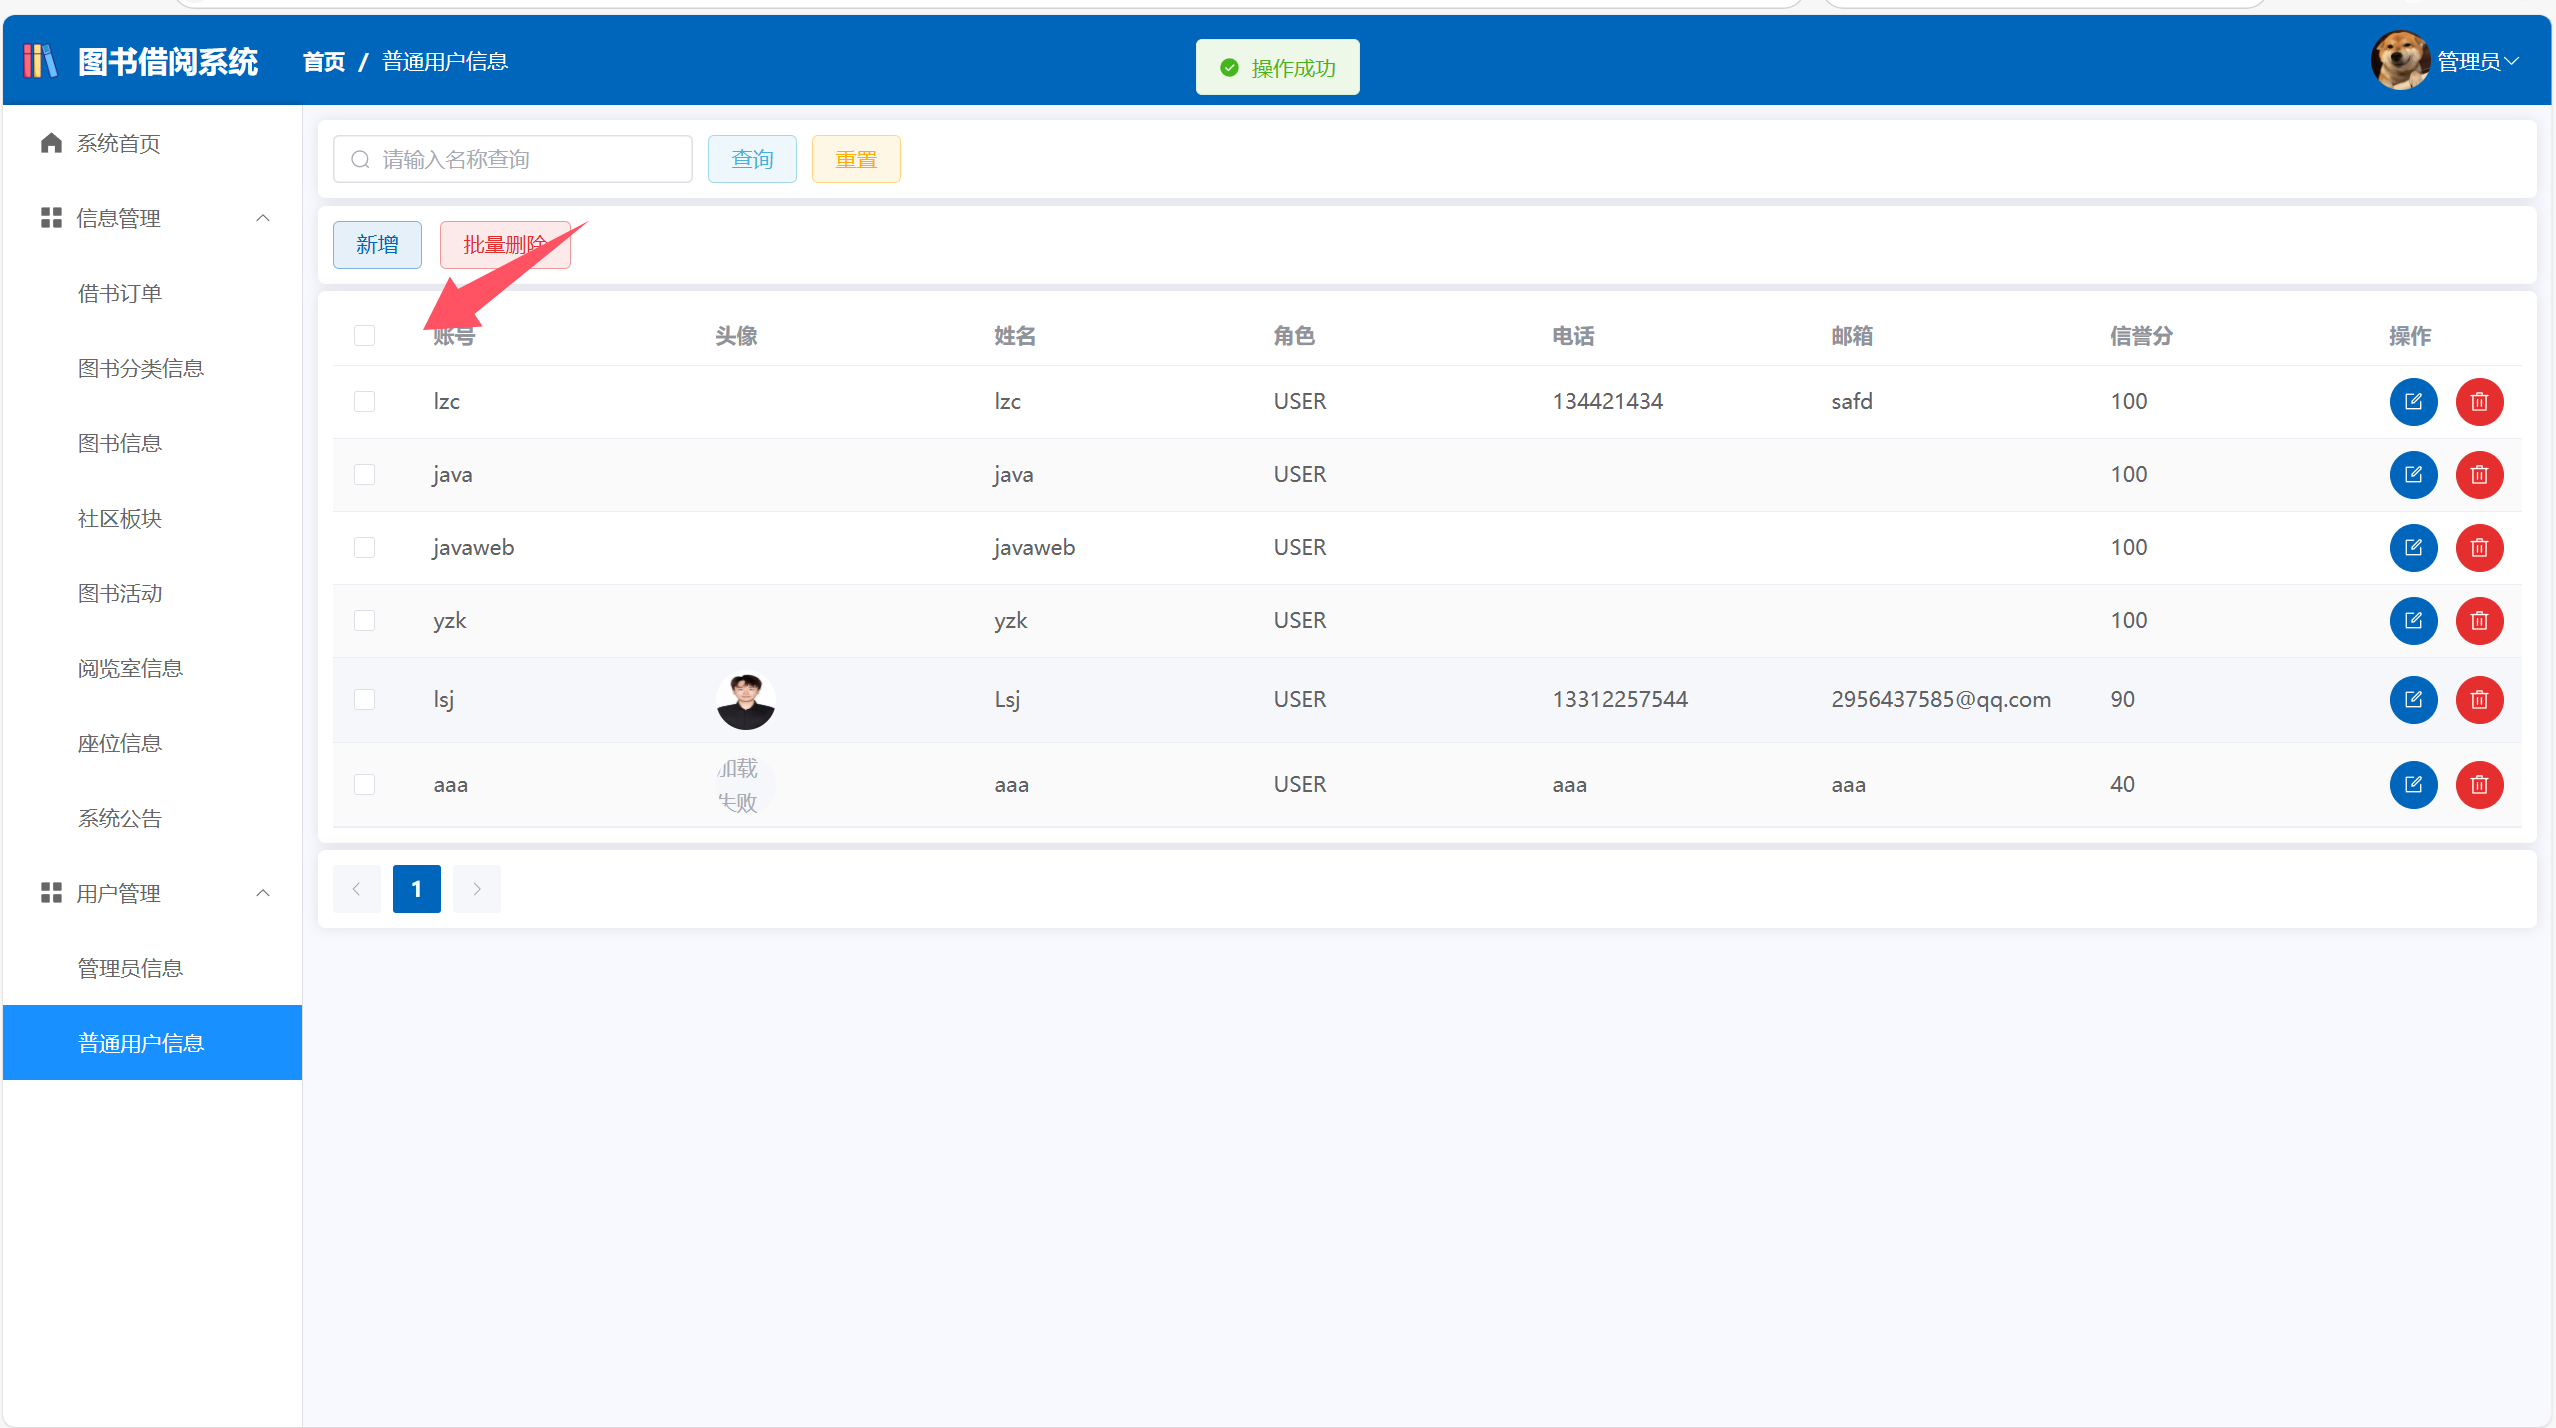 图书借阅系统 首页 / 普通用户信息 操作成功 管理员
系统首页
信息管理
借书订单
图书分类信息
图书信息
社区板块
图书活动
阅览室信息
座位信息
系统公告
用户管理
管理员信息
普通用户信息
请输入名称查询 查询 重置
新增 批量删除
账号 头像 姓名 角色 电话 邮箱 信誉分 操作
lzc lzc USER 134421434 safd 100
java java USER 100
javaweb javaweb USER 100
yzk yzk USER 100
lsj Lsj USER 13312257544 2956437585@qq.com 90
aaa 加载失败 aaa USER aaa aaa 40
1